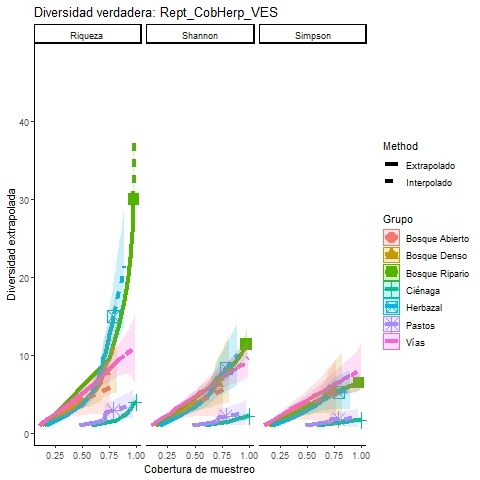 Diversidad verdadera: Rept_CobHerp_VES
Riqueza
Shannon
Simpson
Diversidad extrapolada
40
30
20
10
0
0.25 0.50 0.75 1.00
0.25 0.50 0.75 1.00
0.25 0.50 0.75 1.00
Cobertura de muestreo
Method
Extrapolado
Interpolado
Grupo
Bosque Abierto
Bosque Denso
Bosque Ripario
Ciénaga
Herbazal
Pastos
Vías